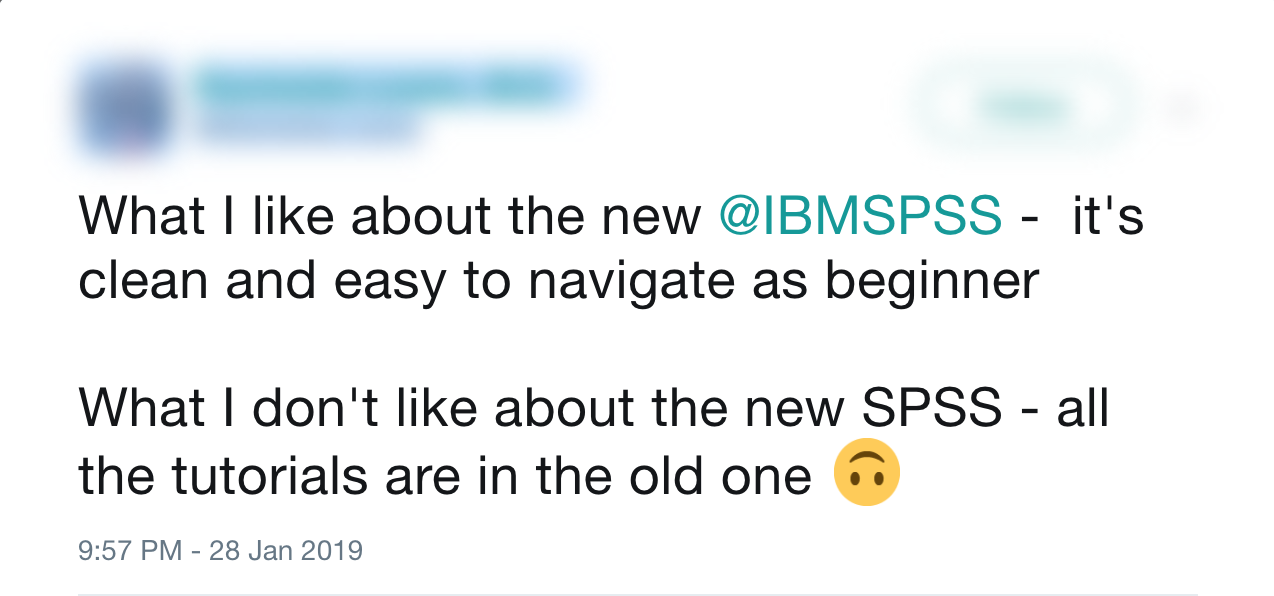 What I like about the new @IBMSPSS -  it's
clean and easy to navigate as beginner
What I don't like about the new SPSS - all
the tutorials are in the old one 🙃
9:57 PM - 28 Jan 2019